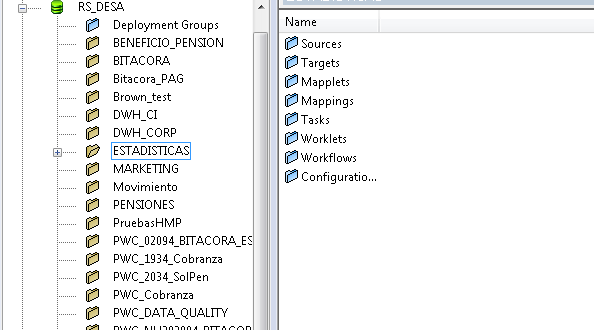 RS_DESA
Deployment Groups
BENEFICIO_PENSION
BITACORA
Bitacora_PAG
Brown_test
DWH_CI
DWH_CORP
ESTADISTICAS
MARKETING
Movimiento
PENSIONES
PruebasHMP
PWC_02094_BITACORA_ES
PWC_1934_Cobranza
PWC_2034_SolPen
PWC_Cobranza
PWC_DATA_QUALITY
Name
Sources
Targets
Mapplets
Mappings
Tasks
Worklets
Workflows
Configuratio...